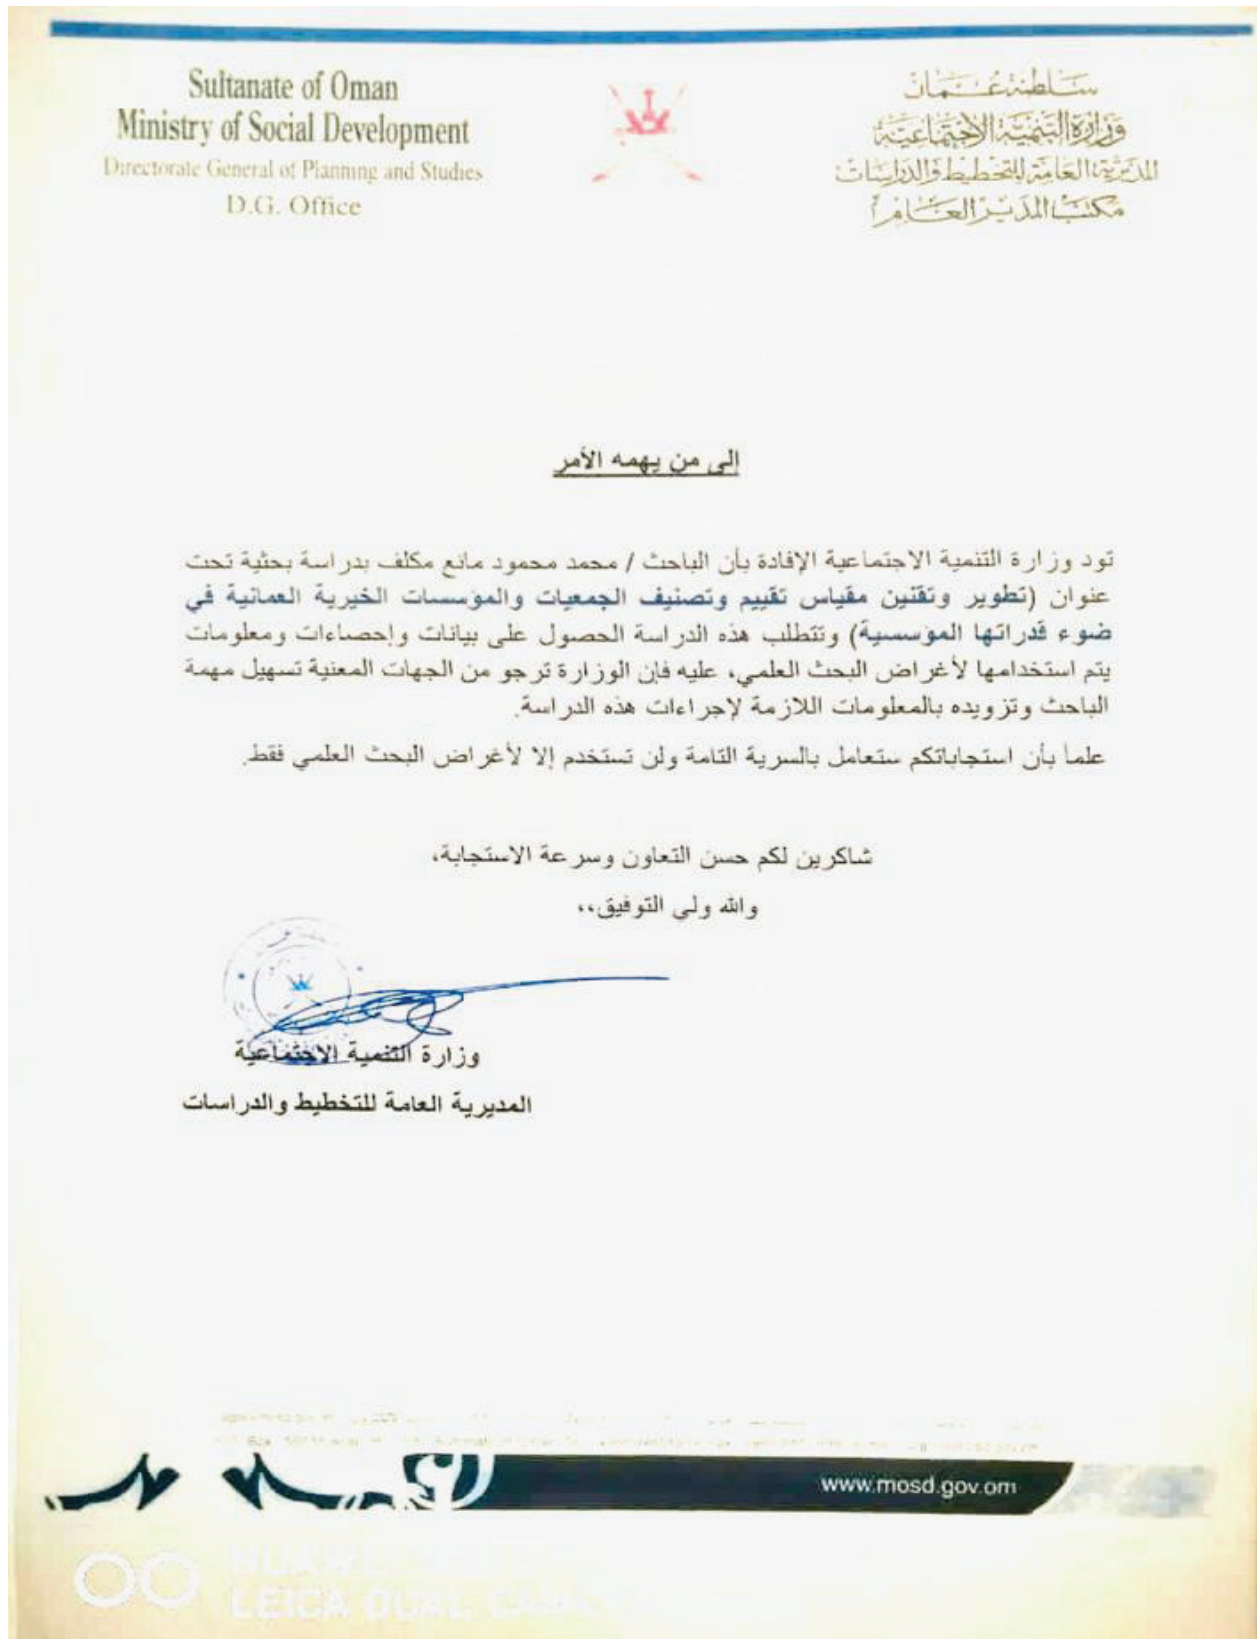 Sultanate of Oman
Ministry of Social Development
Directorate General of Planning and Studies
D.G. Office
سلطنة عمان
وزارة التنمية الاجتماعية
المديرية العامة للتخطيط والدراسات
مكتب المدير العام
إلى من يهمه الأمر
تود وزارة التنمية الاجتماعية الإفادة بأن الباحث / محمد محمود مانع مكلف بدراسة بحثية تحت
عنوان (تطوير وتقنين مقياس تقييم وتصنيف الجمعيات والمؤسسات الخيرية العمانية في
ضوء قدراتها المؤسسية) وتتطلب هذه الدراسة الحصول على بيانات وإحصاءات ومعلومات
يتم استخدامها لأغراض البحث العلمي، عليه فإن الوزارة ترجو من الجهات المعنية تسهيل مهمة
الباحث وتزويده بالمعلومات اللازمة لإجراءات هذه الدراسة.
علماً بأن استجاباتكم ستعامل بالسرية التامة ولن تستخدم إلا لأغراض البحث العلمي فقط.
شاكرين لكم حسن التعاون وسرعة الاستجابة،
والله ولي التوفيق،،
وزارة التنمية الاجتماعية
المديرية العامة للتخطيط والدراسات
www.mosd.gov.om
LEICA DUAL